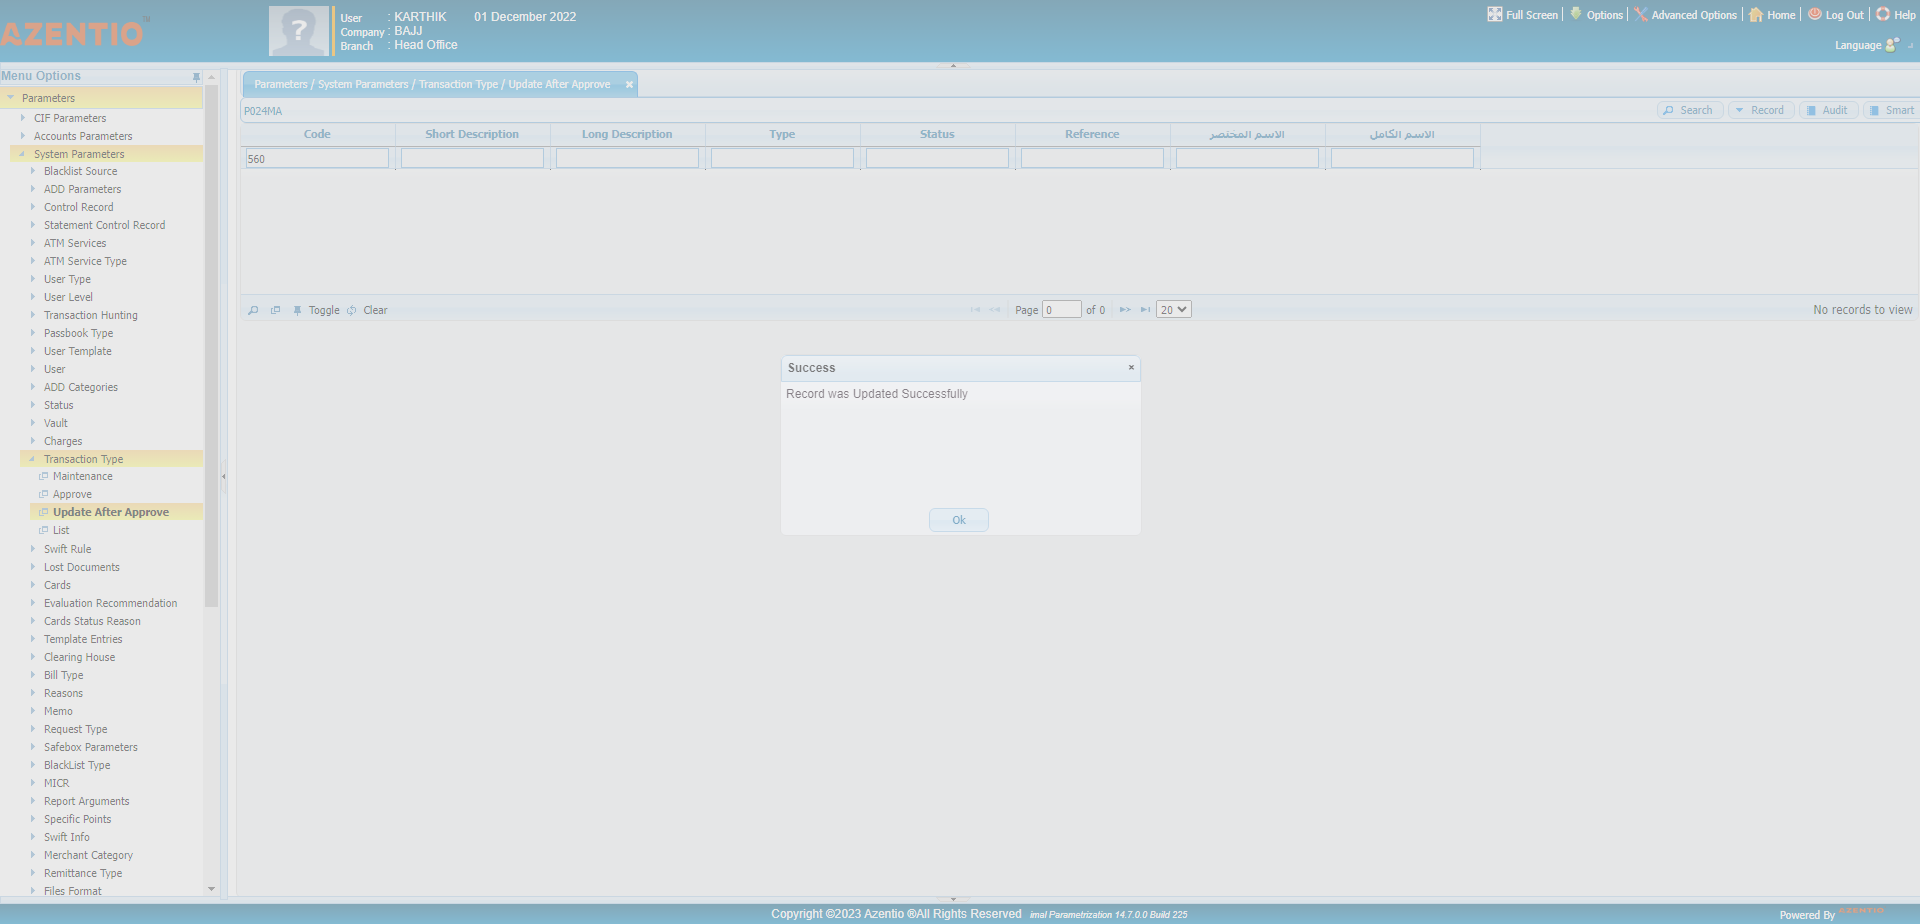 AZENTIO
TM
User : KARTHIK 01 December 2022
Company : BAJJ
Branch : Head Office
Full Screen Options Advanced Options Home Log Out Help
Language
Menu Options
Parameters
CIF Parameters
Accounts Parameters
System Parameters
Blacklist Source
ADD Parameters
Control Record
Statement Control Record
ATM Services
ATM Service Type
User Type
User Level
Transaction Hunting
Passbook Type
User Template
User
ADD Categories
Status
Vault
Charges
Transaction Type
Maintenance
Approve
Update After Approve
List
Swift Rule
Lost Documents
Cards
Evaluation Recommendation
Cards Status Reason
Template Entries
Clearing House
Bill Type
Reasons
Memo
Request Type
Safebox Parameters
BlackList Type
MICR
Report Arguments
Specific Points
Swift Info
Merchant Category
Remittance Type
Files Format
Parameters / System Parameters / Transaction Type / Update After Approve
P024MA
Search Record Audit Smart
Code Short Description Long Description Type Status Reference الاسم المختصر الاسم الكامل
560
Toggle Clear Page 0 of 0 20 No records to view
Success
Record was Updated Successfully
Ok
Copyright ©2023 Azentio ®All Rights Reserved imal Parametrization 14.7.0.0 Build 225
Powered By AZENTIO